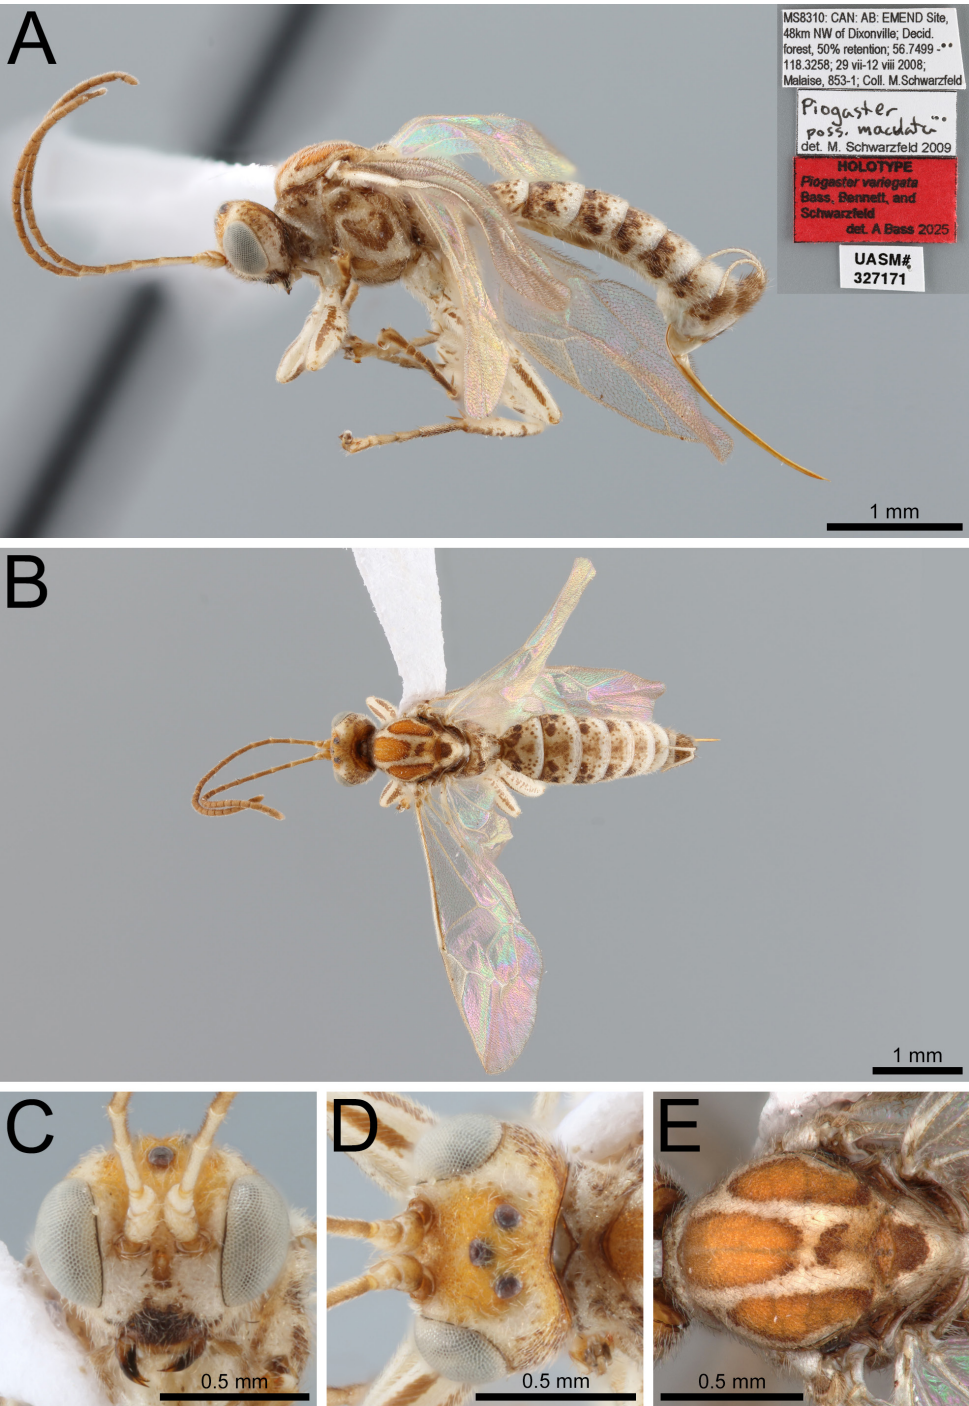 A
MS8310: CAN: AB: EMEND Site,
48km NW of Dixonville; Decid.
forest, 50% retention; 56.7499 -
118.3258; 29 vii-12 viii 2008;
Malaise, 853-1; Coll. M.Schwarzfeld
Piogaster
poss. maculata
det. M. Schwarzfeld 2009
HOLOTYPE
Piogaster variegata
Bass, Bennett, and
Schwarzfeld
det. A Bass 2025
UASM#
327171
1 mm
B
1 mm
C
0.5 mm
D
0.5 mm
E
0.5 mm